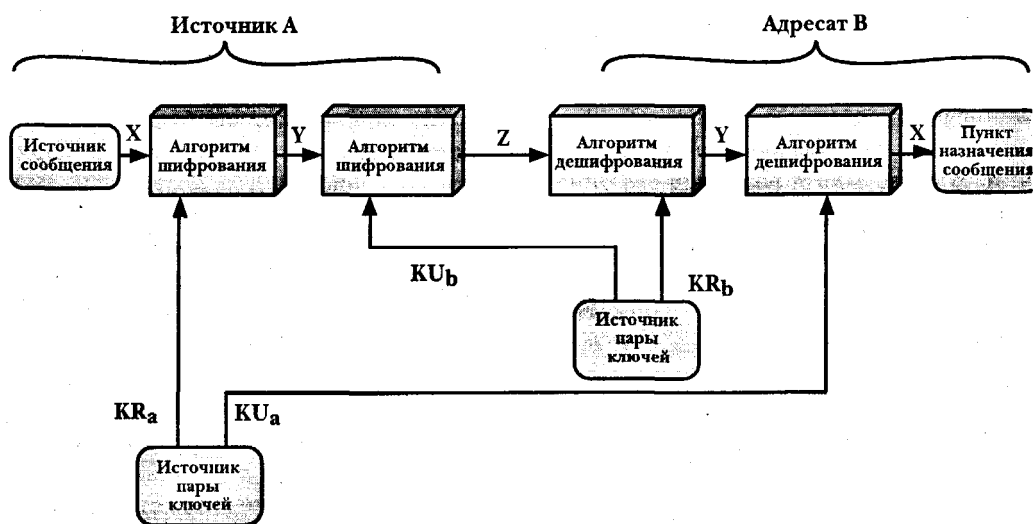 Источник А
Адресат В
Источник
сообщения
X
Алгоритм
шифрования
Y
Алгоритм
шифрования
Z
Алгоритм
дешифрования
Y
Алгоритм
дешифрования
X
Пункт
назначения
сообщения
KUb
KRb
Источник
пары
ключей
KRa
KUa
Источник
пары
ключей